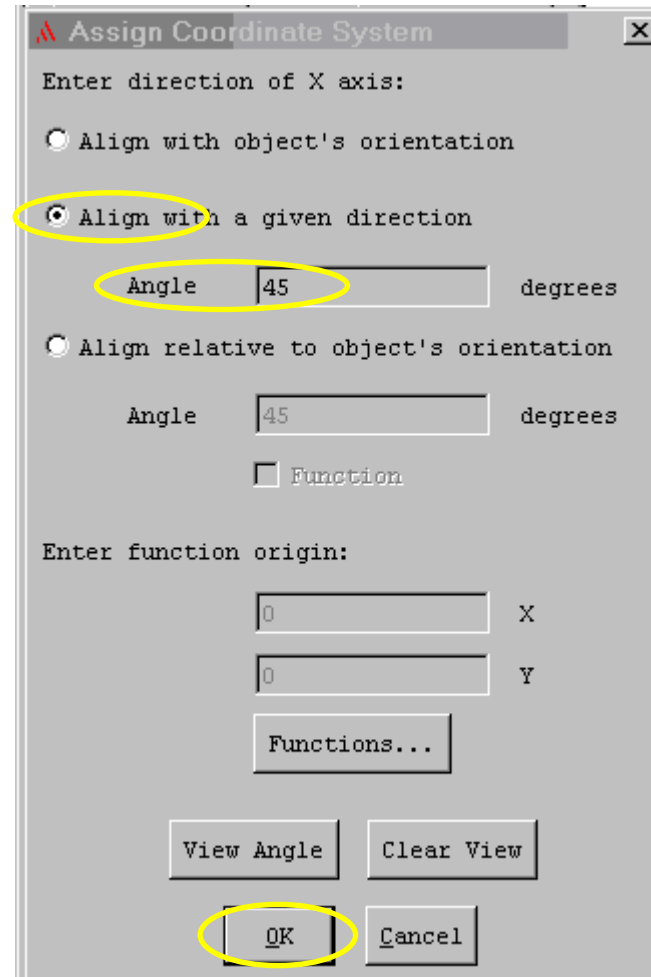 Assign Coordinate System
Enter direction of X axis:
Align with object's orientation
Align with a given direction
Angle 45 degrees
Align relative to object's orientation
Angle 45 degrees
Function
Enter function origin:
0 X
0 Y
Functions...
View Angle Clear View
OK Cancel